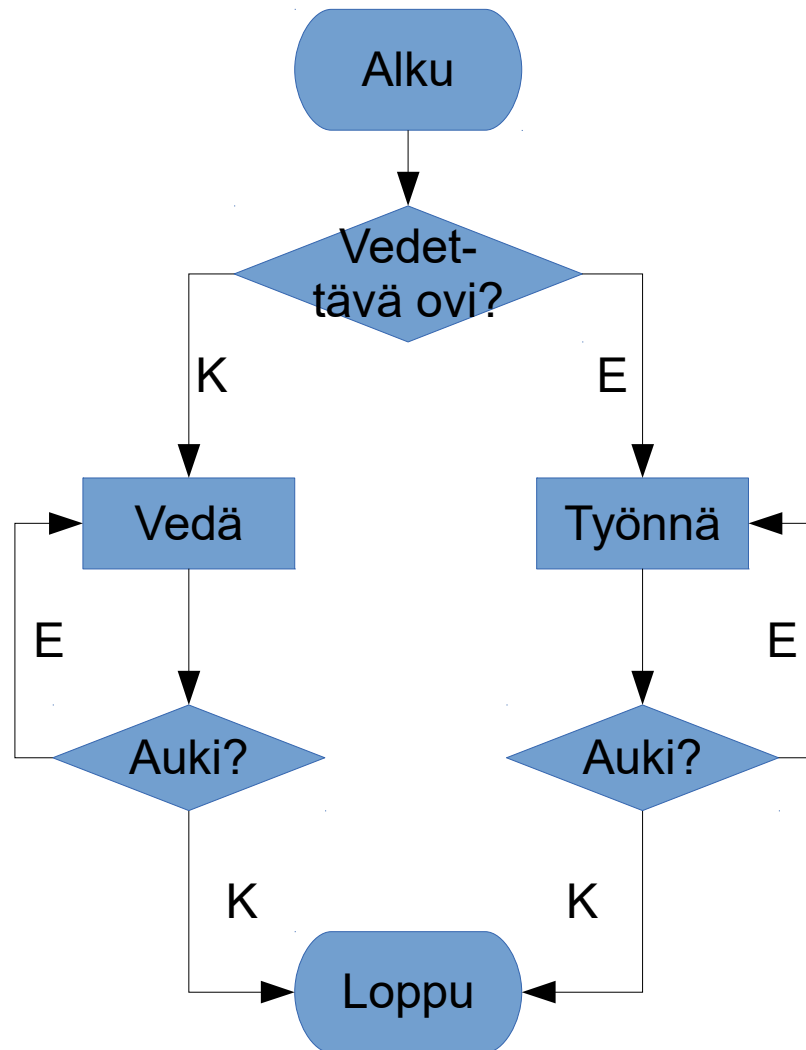 Alku
Vedet-
tävä ovi?
K
E
Vedä
Työnnä
E
E
Auki?
Auki?
K
K
Loppu